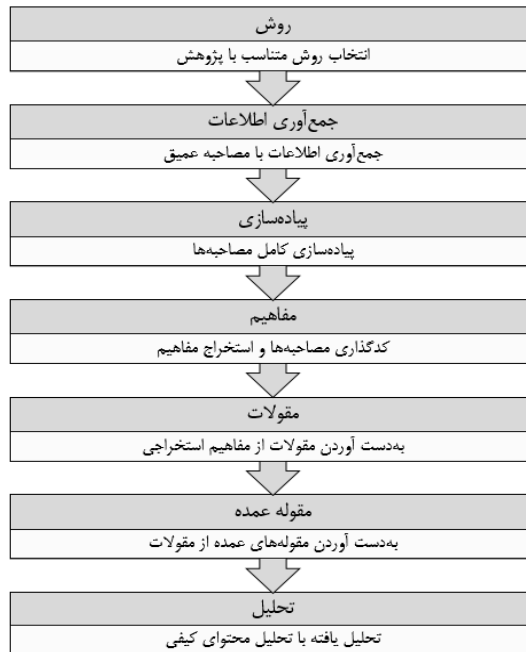 روش
انتخاب روش متناسب با پژوهش
جمع‌آوری اطلاعات
جمع‌آوری اطلاعات با مصاحبه عمیق
پیاده‌سازی
پیاده‌سازی کامل مصاحبه‌ها
مفاهیم
کدگذاری مصاحبه‌ها و استخراج مفاهیم
مقولات
به‌دست آوردن مقولات از مفاهیم استخراجی
مقوله عمده
به‌دست آوردن مقوله‌های عمده از مقولات
تحلیل
تحلیل یافته با تحلیل محتوای کیفی